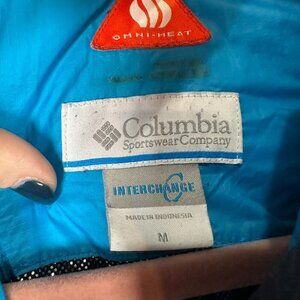 OMNI-HEAT
Columbia
Sportswear Company
INTERCHANGE
MADE IN INDONESIA
M